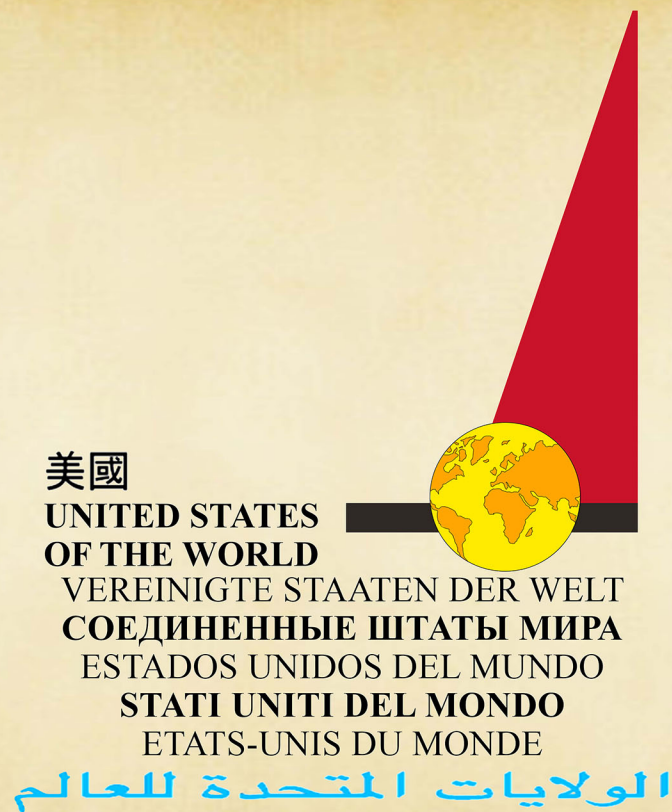 美國
UNITED STATES
OF THE WORLD
VEREINIGTE STAATEN DER WELT
СОЕДИНЕННЫЕ ШТАТЫ МИРА
ESTADOS UNIDOS DEL MUNDO
STATI UNITI DEL MONDO
ETATS-UNIS DU MONDE
الولايات المتحدة للعالم